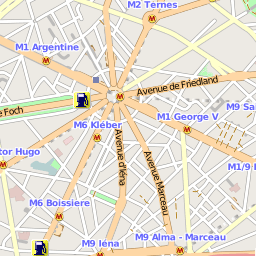 M2 Ternes
M1 Argentine
Avenue de Friedland
Foch
M6 Kléber
M1 George V
M9 Sa
tor Hugo
Avenue d'Iéna
Avenue Marceau
M1/9
M6 Boissiere
M9 Iéna
M9 Alma - Marceau